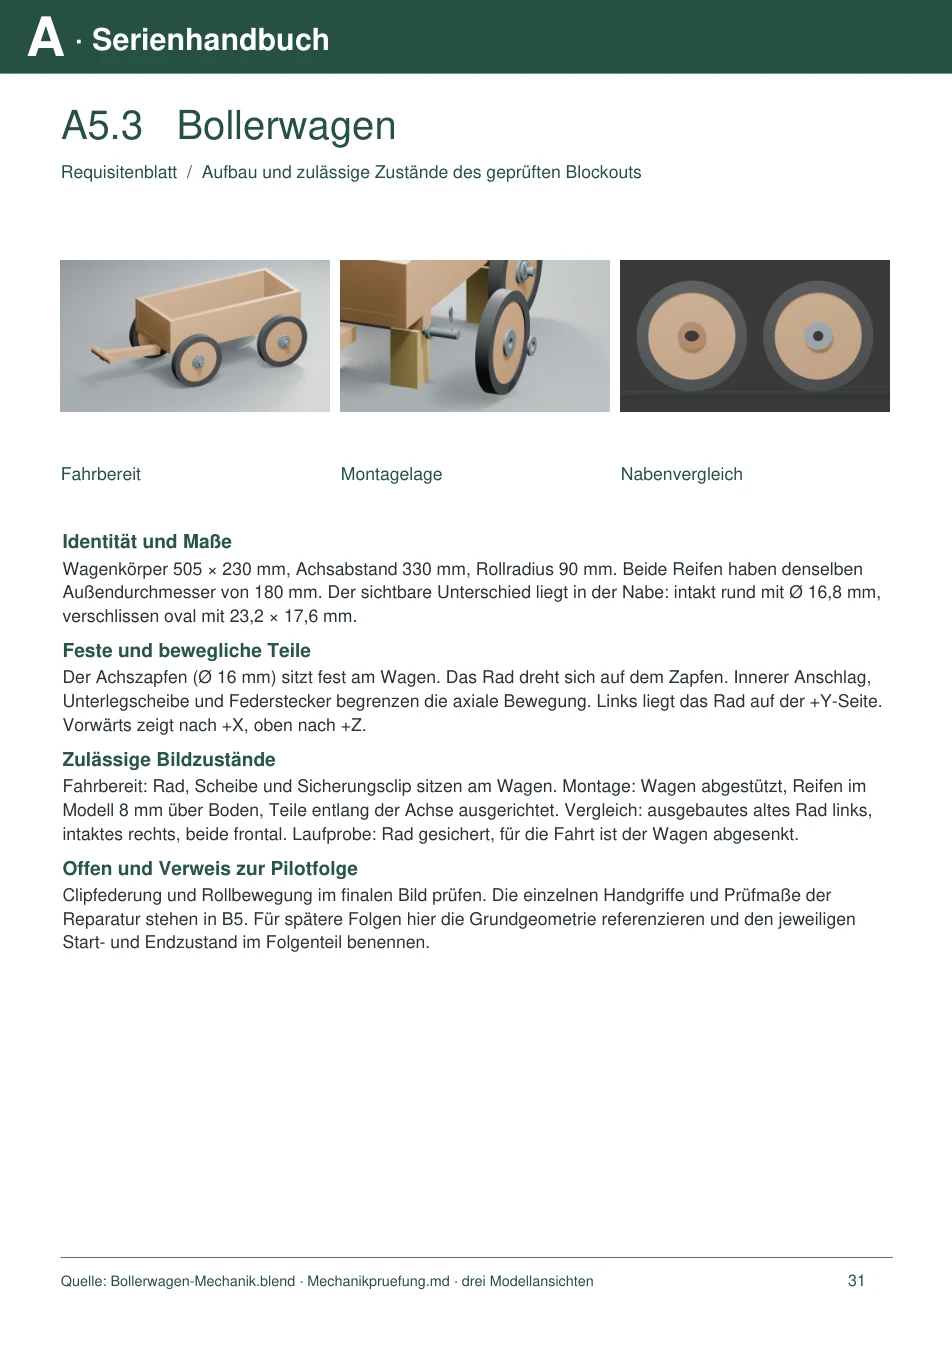 A · Serienhandbuch
A5.3 Bollerwagen
Requisitenblatt / Aufbau und zulässige Zustände des geprüften Blockouts
Fahrbereit Montagelage Nabenvergleich
Identität und Maße
Wagenkörper 505 × 230 mm, Achsabstand 330 mm, Rollradius 90 mm. Beide Reifen haben denselben
Außendurchmesser von 180 mm. Der sichtbare Unterschied liegt in der Nabe: intakt rund mit Ø 16,8 mm,
verschlissen oval mit 23,2 × 17,6 mm.
Feste und bewegliche Teile
Der Achszapfen (Ø 16 mm) sitzt fest am Wagen. Das Rad dreht sich auf dem Zapfen. Innerer Anschlag,
Unterlegscheibe und Federstecker begrenzen die axiale Bewegung. Links liegt das Rad auf der +Y-Seite.
Vorwärts zeigt nach +X, oben nach +Z.
Zulässige Bildzustände
Fahrbereit: Rad, Scheibe und Sicherungsclip sitzen am Wagen. Montage: Wagen abgestützt, Reifen im
Modell 8 mm über Boden, Teile entlang der Achse ausgerichtet. Vergleich: ausgebautes altes Rad links,
intaktes rechts, beide frontal. Laufprobe: Rad gesichert, für die Fahrt ist der Wagen abgesenkt.
Offen und Verweis zur Pilotfolge
Clipfederung und Rollbewegung im finalen Bild prüfen. Die einzelnen Handgriffe und Prüfmaße der
Reparatur stehen in B5. Für spätere Folgen hier die Grundgeometrie referenzieren und den jeweiligen
Start- und Endzustand im Folgenteil benennen.
Quelle: Bollerwagen-Mechanik.blend · Mechanikpruefung.md · drei Modellansichten 31